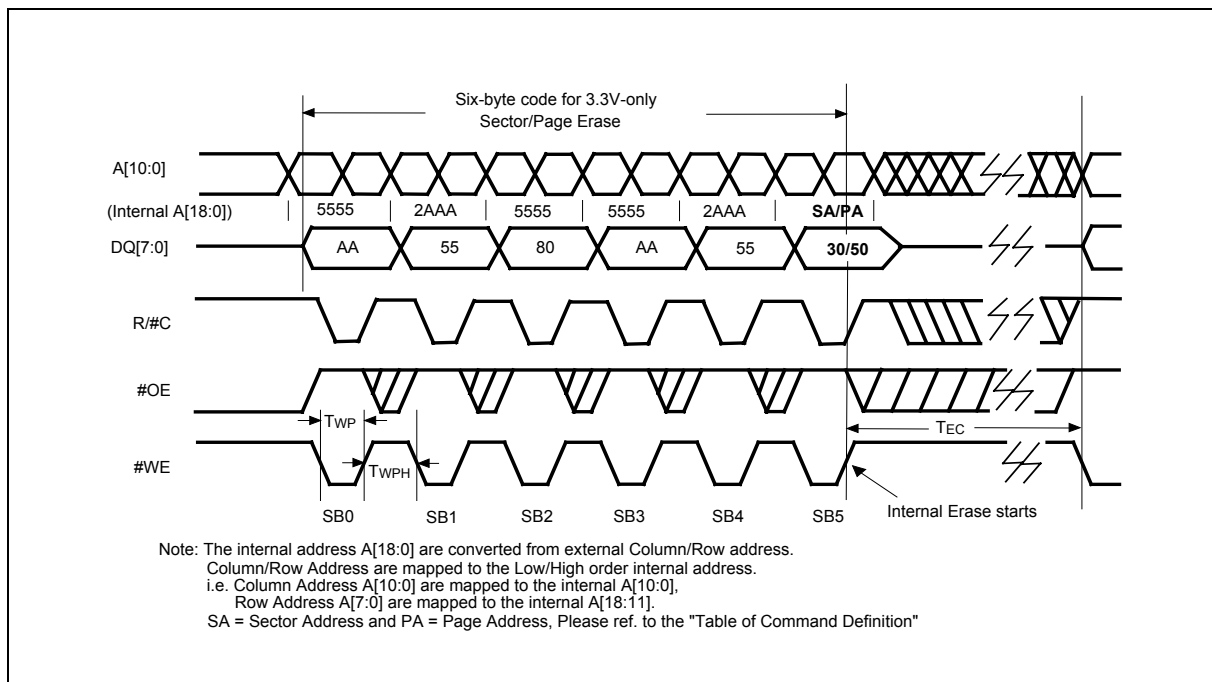 Six-byte code for 3.3V-only
Sector/Page Erase
A[10:0]
(Internal A[18:0])
5555 2AAA 5555 5555 2AAA SA/PA
DQ[7:0]
AA 55 80 AA 55 30/50
R/#C
#OE
TWP
TEC
#WE
TWPH
SB0 SB1 SB2 SB3 SB4 SB5
Internal Erase starts
Note: The internal address A[18:0] are converted from external Column/Row address.
Column/Row Address are mapped to the Low/High order internal address.
i.e. Column Address A[10:0] are mapped to the internal A[10:0],
Row Address A[7:0] are mapped to the internal A[18:11].
SA = Sector Address and PA = Page Address, Please ref. to the "Table of Command Definition"